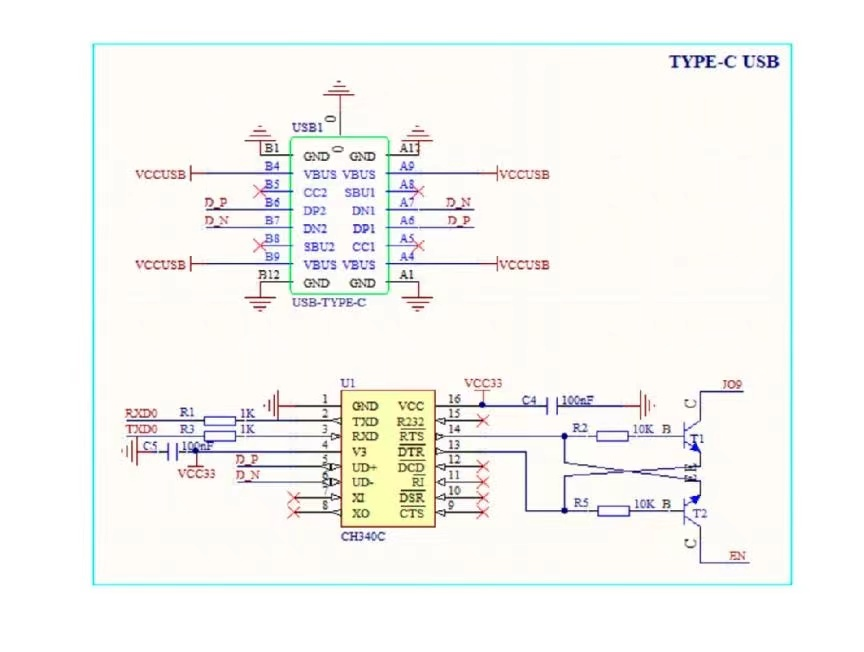 TYPE-C USB
0
USB1
B1 GND 0 GND A12
VCCUSB B4 VBUS VBUS A9 VCCUSB
B5 CC2 SBU1 A8
D_P B6 DP2 DN1 A7 D_N
D_N B7 DN2 DP1 A6 D_P
B8 SBU2 CC1 A5
VCCUSB B9 VBUS VBUS A4 VCCUSB
B12 GND GND A1
USB-TYPE-C
U1 VCC33 JO9
1 GND VCC 16 C4 100nF C
RXD0 R1 1K 2 TXD R232 15
TXD0 R3 1K 3 RXD RTS 14 R2 10K B T1
C5 100nF 4 V3 DTR 13
VCC33 D_P 5 UD+ DCD 12 E
D_N 6 UD- RI 11 E
7 XI DSR 10
8 XO CTS 9 R5 10K B T2
CH340C C
EN